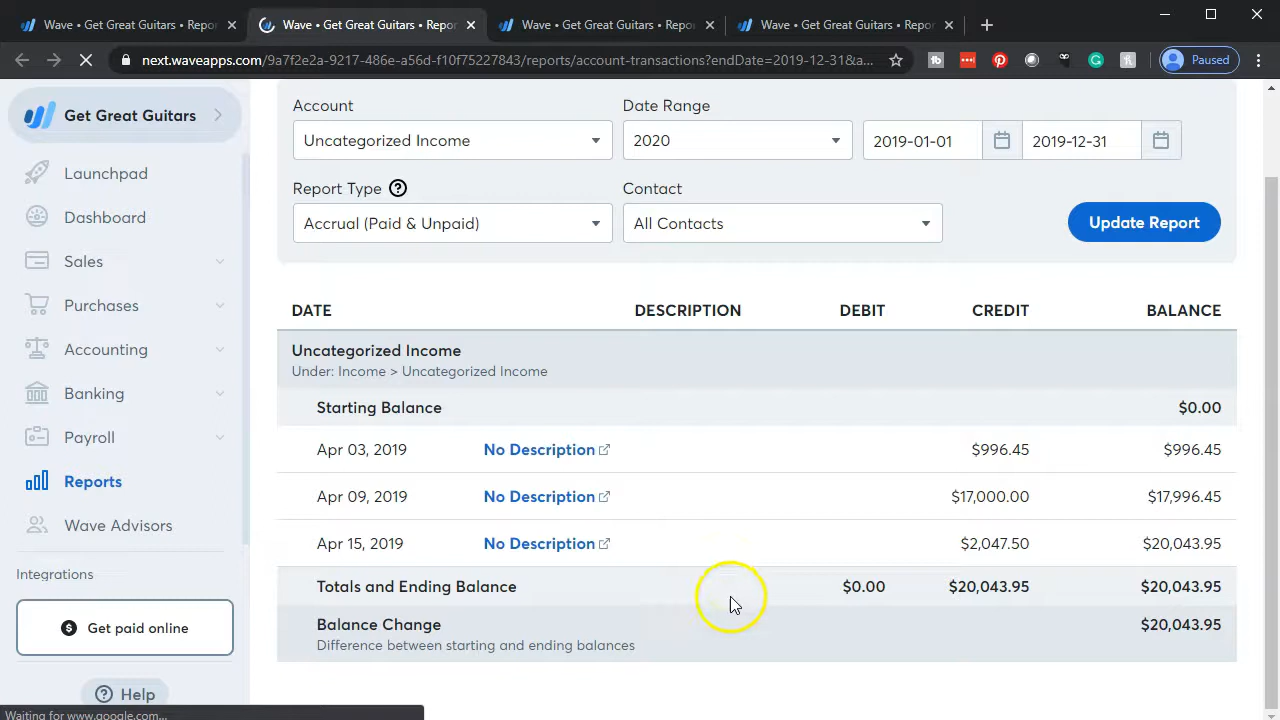 Wave • Get Great Guitars • Repor
Wave • Get Great Guitars • Repor
Wave • Get Great Guitars • Repor
Wave • Get Great Guitars • Repor
next.waveapps.com/9a7f2e2a-9217-486e-a56f-f10f75227843/reports/account-transactions?endDate=2019-12-31&a...
Paused
Get Great Guitars
Launchpad
Dashboard
Sales
Purchases
Accounting
Banking
Payroll
Reports
Wave Advisors
Integrations
Get paid online
Help
Waiting for www.google.com...
Account
Date Range
Uncategorized Income
2020
2019-01-01
2019-12-31
Report Type
Contact
Accrual (Paid & Unpaid)
All Contacts
Update Report
DATE DESCRIPTION DEBIT CREDIT BALANCE
Uncategorized Income
Under: Income > Uncategorized Income
Starting Balance $0.00
Apr 03, 2019 No Description $996.45 $996.45
Apr 09, 2019 No Description $17,000.00 $17,996.45
Apr 15, 2019 No Description $2,047.50 $20,043.95
Totals and Ending Balance $0.00 $20,043.95 $20,043.95
Balance Change $20,043.95
Difference between starting and ending balances